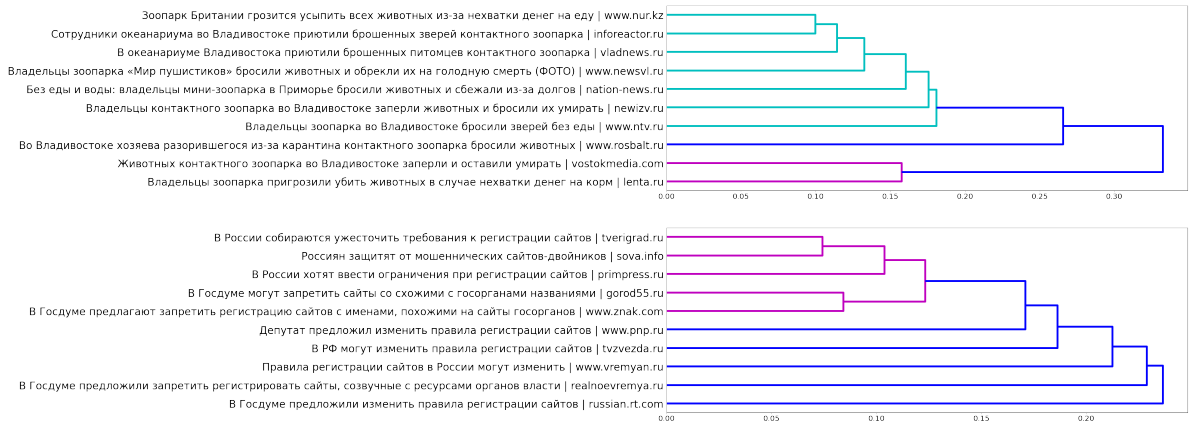 Зоопарк Британии грозится усыпить всех животных из-за нехватки денег на еду | www.nur.kz
Сотрудники океанариума во Владивостоке приютили брошенных зверей контактного зоопарка | inforeactor.ru
В океанариуме Владивостока приютили брошенных питомцев контактного зоопарка | vladnews.ru
Владельцы зоопарка «Мир пушистиков» бросили животных и обрекли их на голодную смерть (ФОТО) | www.newsvl.ru
Без еды и воды: владельцы мини-зоопарка в Приморье бросили животных и сбежали из-за долгов | nation-news.ru
Владельцы контактного зоопарка во Владивостоке заперли животных и бросили их умирать | newizv.ru
Владельцы зоопарка во Владивостоке бросили зверей без еды | www.ntv.ru
Во Владивостоке хозяева разорившегося из-за карантина контактного зоопарка бросили животных | www.rosbalt.ru
Животных контактного зоопарка во Владивостоке заперли и оставили умирать | vostokmedia.com
Владельцы зоопарка пригрозили убить животных в случае нехватки денег на корм | lenta.ru
0.00 0.05 0.10 0.15 0.20 0.25 0.30
В России собираются ужесточить требования к регистрации сайтов | tverigrad.ru
Россиян защитят от мошеннических сайтов-двойников | sova.info
В России хотят ввести ограничения при регистрации сайтов | primpress.ru
В Госдуме могут запретить сайты со схожими с госорганами названиями | gorod55.ru
В Госдуме предлагают запретить регистрацию сайтов с именами, похожими на сайты госорганов | www.znak.com
Депутат предложил изменить правила регистрации сайтов | www.pnp.ru
В РФ могут изменить правила регистрации сайтов | tvzvezda.ru
Правила регистрации сайтов в России могут изменить | www.vremyan.ru
В Госдуме предложили запретить регистрировать сайты, созвучные с ресурсами органов власти | realnoevremya.ru
В Госдуме предложили изменить правила регистрации сайтов | russian.rt.com
0.00 0.05 0.10 0.15 0.20